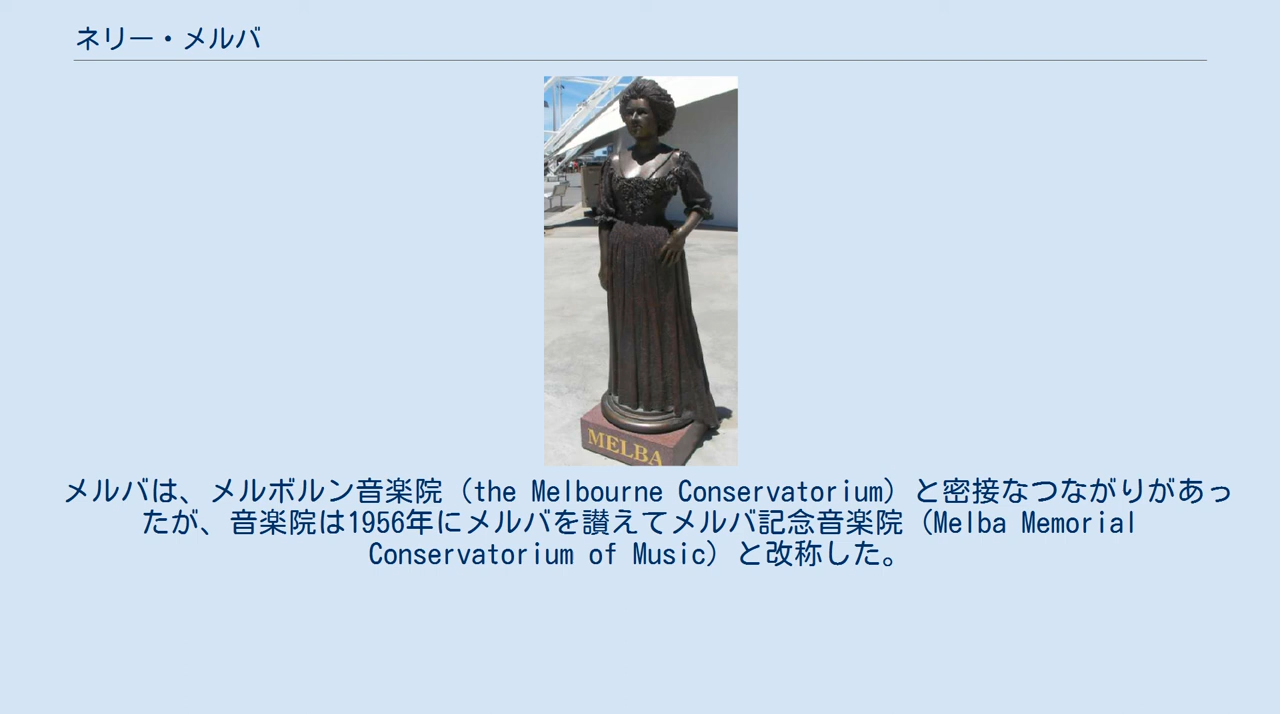 ネリー・メルバ
MELBA
メルバは、メルボルン音楽院（the Melbourne Conservatorium）と密接なつながりがあっ
たが、音楽院は1956年にメルバを讃えてメルバ記念音楽院（Melba Memorial
Conservatorium of Music）と改称した。